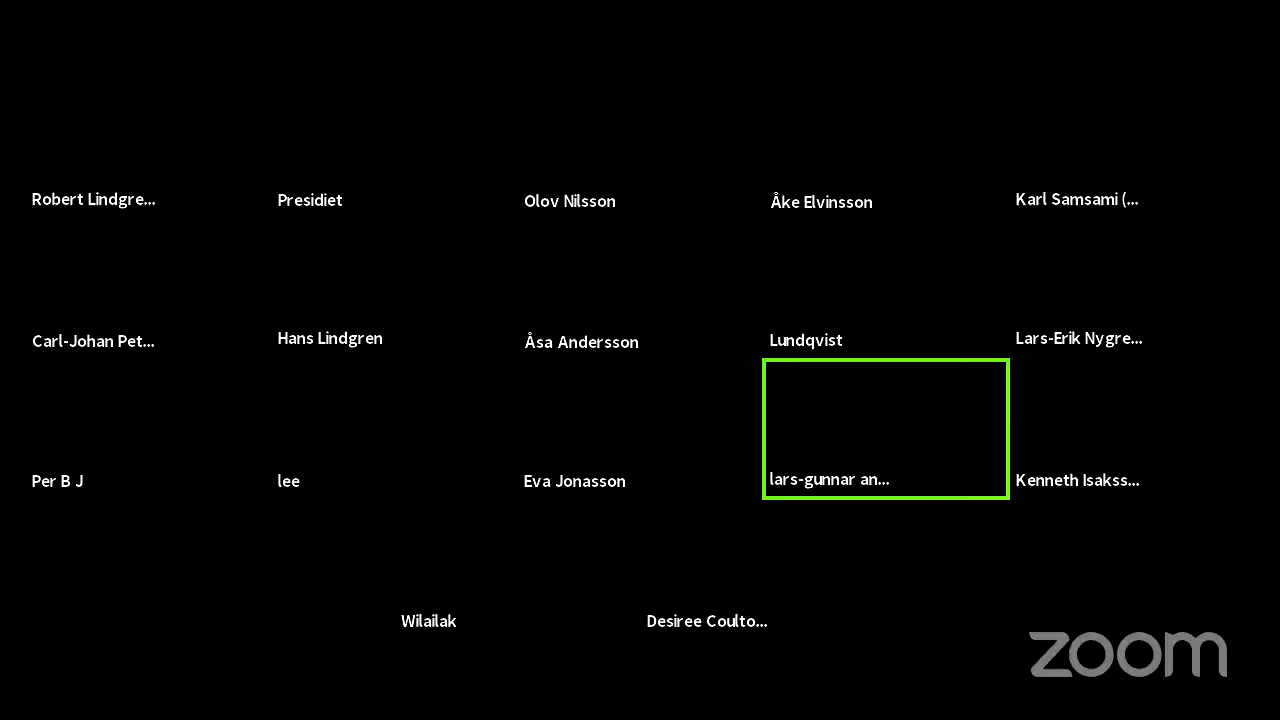 Robert Lindgre...
Presidiet
Olov Nilsson
Åke Elvinsson
Karl Samsami (...
Carl-Johan Pet...
Hans Lindgren
Åsa Andersson
Lundqvist
Lars-Erik Nygre...
Per B J
lee
Eva Jonasson
lars-gunnar an...
Kenneth Isakss...
Wilailak
Desiree Coulto...
zoom